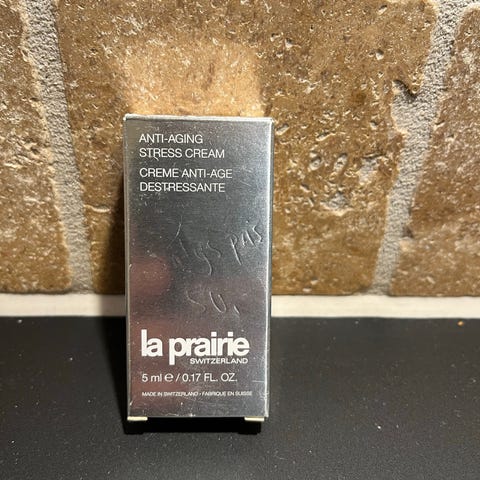 ANTI-AGING
STRESS CREAM
CREME ANTI-AGE
DESTRESSANTE
la prairie
SWITZERLAND
5 ml e / 0.17 FL. OZ.
MADE IN SWITZERLAND - FABRIQUE EN SUISSE